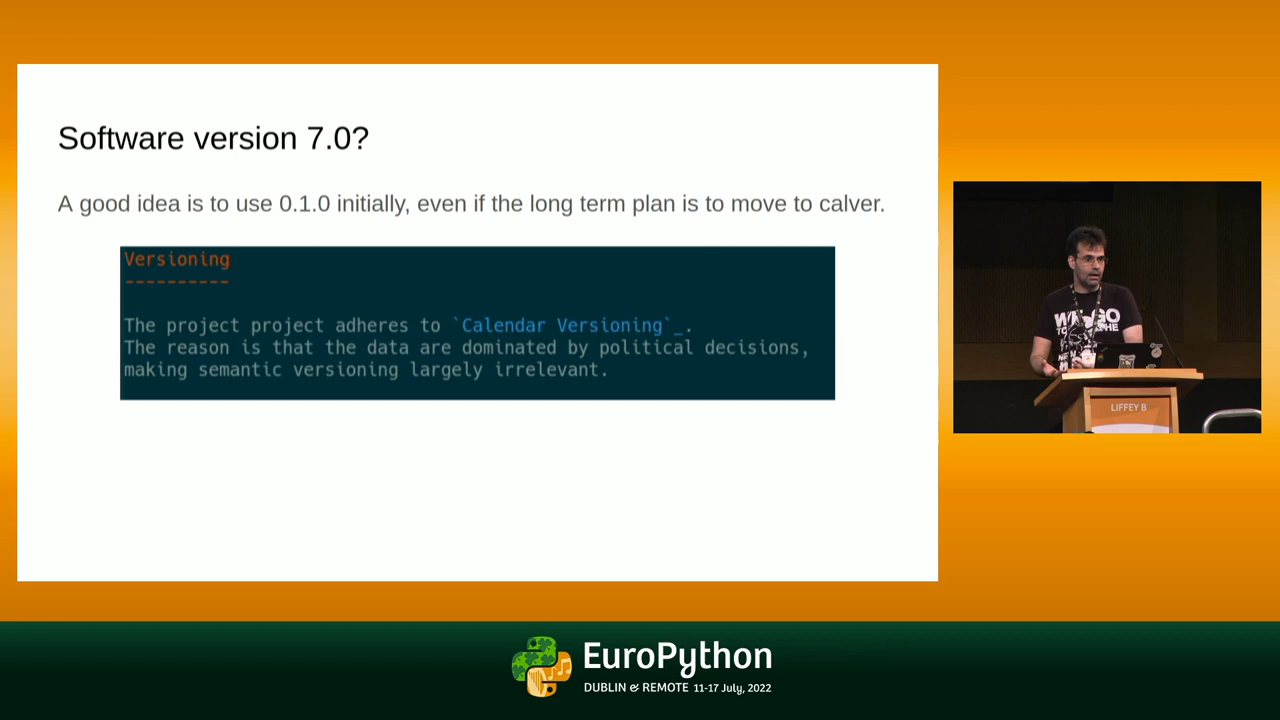 Software version 7.0?
A good idea is to use 0.1.0 initially, even if the long term plan is to move to calver.
Versioning
----------
The project project adheres to `Calendar Versioning`_.
The reason is that the data are dominated by political decisions,
making semantic versioning largely irrelevant.
LIFFEY B
EuroPython
DUBLIN & REMOTE 11-17 July, 2022